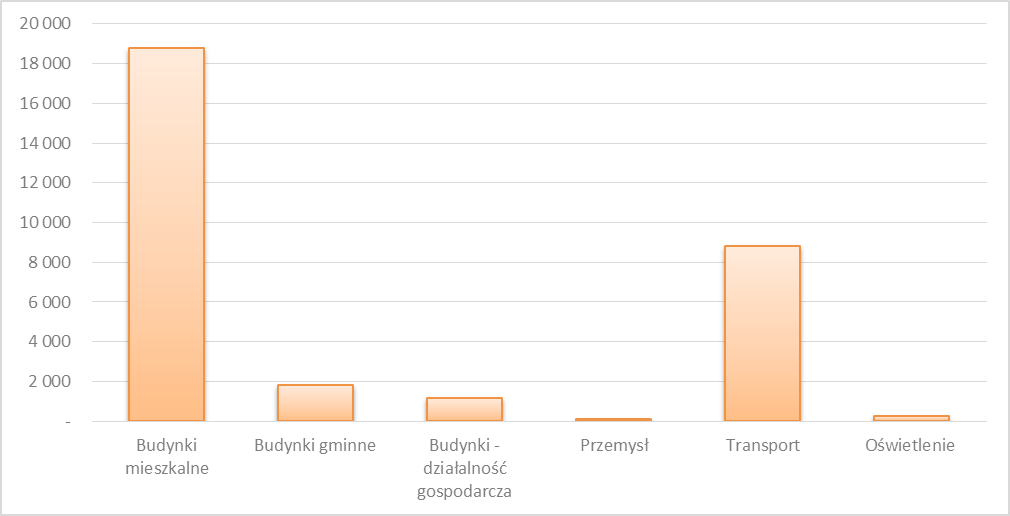 20 000
18 000
16 000
14 000
12 000
10 000
8 000
6 000
4 000
2 000
-
Budynki
mieszkalne
Budynki gminne
Budynki -
działalność
gospodarcza
Przemysł
Transport
Oświetlenie